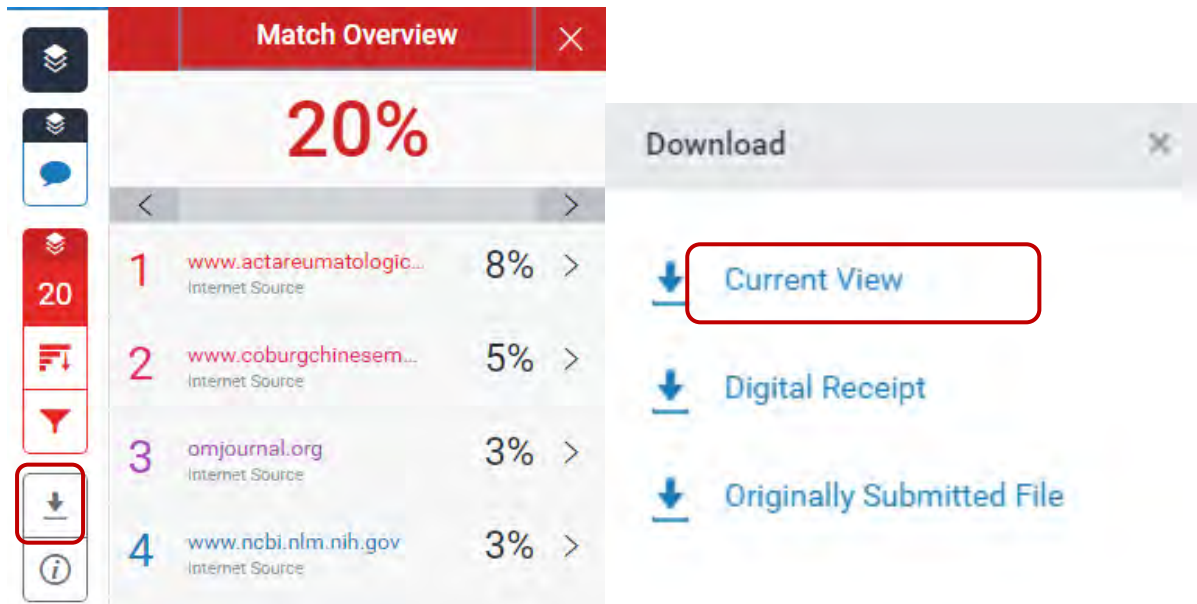 Match Overview
20%
20
1 www.actareumatologic... 8%
Internet Source
2 www.coburgchinesem... 5%
Internet Source
3 omjournal.org 3%
Internet Source
4 www.ncbi.nlm.nih.gov 3%
Internet Source
Download
Current View
Digital Receipt
Originally Submitted File